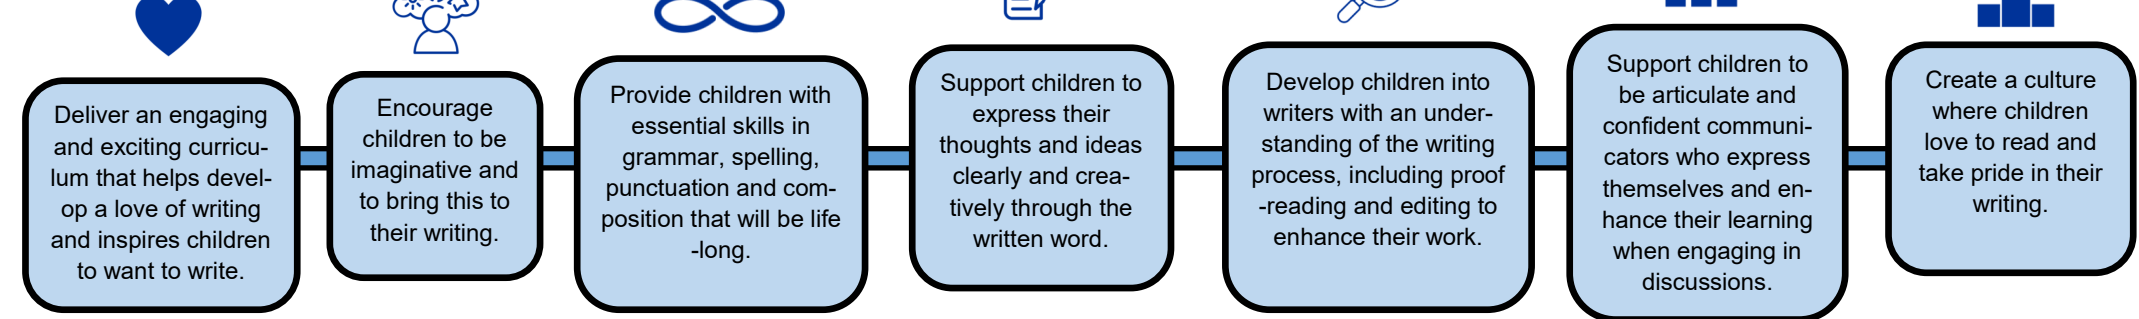 Deliver an engaging
and exciting curricu-
lum that helps devel-
op a love of writing
and inspires children
to want to write.
Encourage
children to be
imaginative and
to bring this to
their writing.
Provide children with
essential skills in
grammar, spelling,
punctuation and com-
position that will be life
-long.
Support children to
express their
thoughts and ideas
clearly and crea-
tively through the
written word.
Develop children into
writers with an under-
standing of the writing
process, including proof
-reading and editing to
enhance their work.
Support children to
be articulate and
confident communi-
cators who express
themselves and en-
hance their learning
when engaging in
discussions.
Create a culture
where children
love to read and
take pride in their
writing.